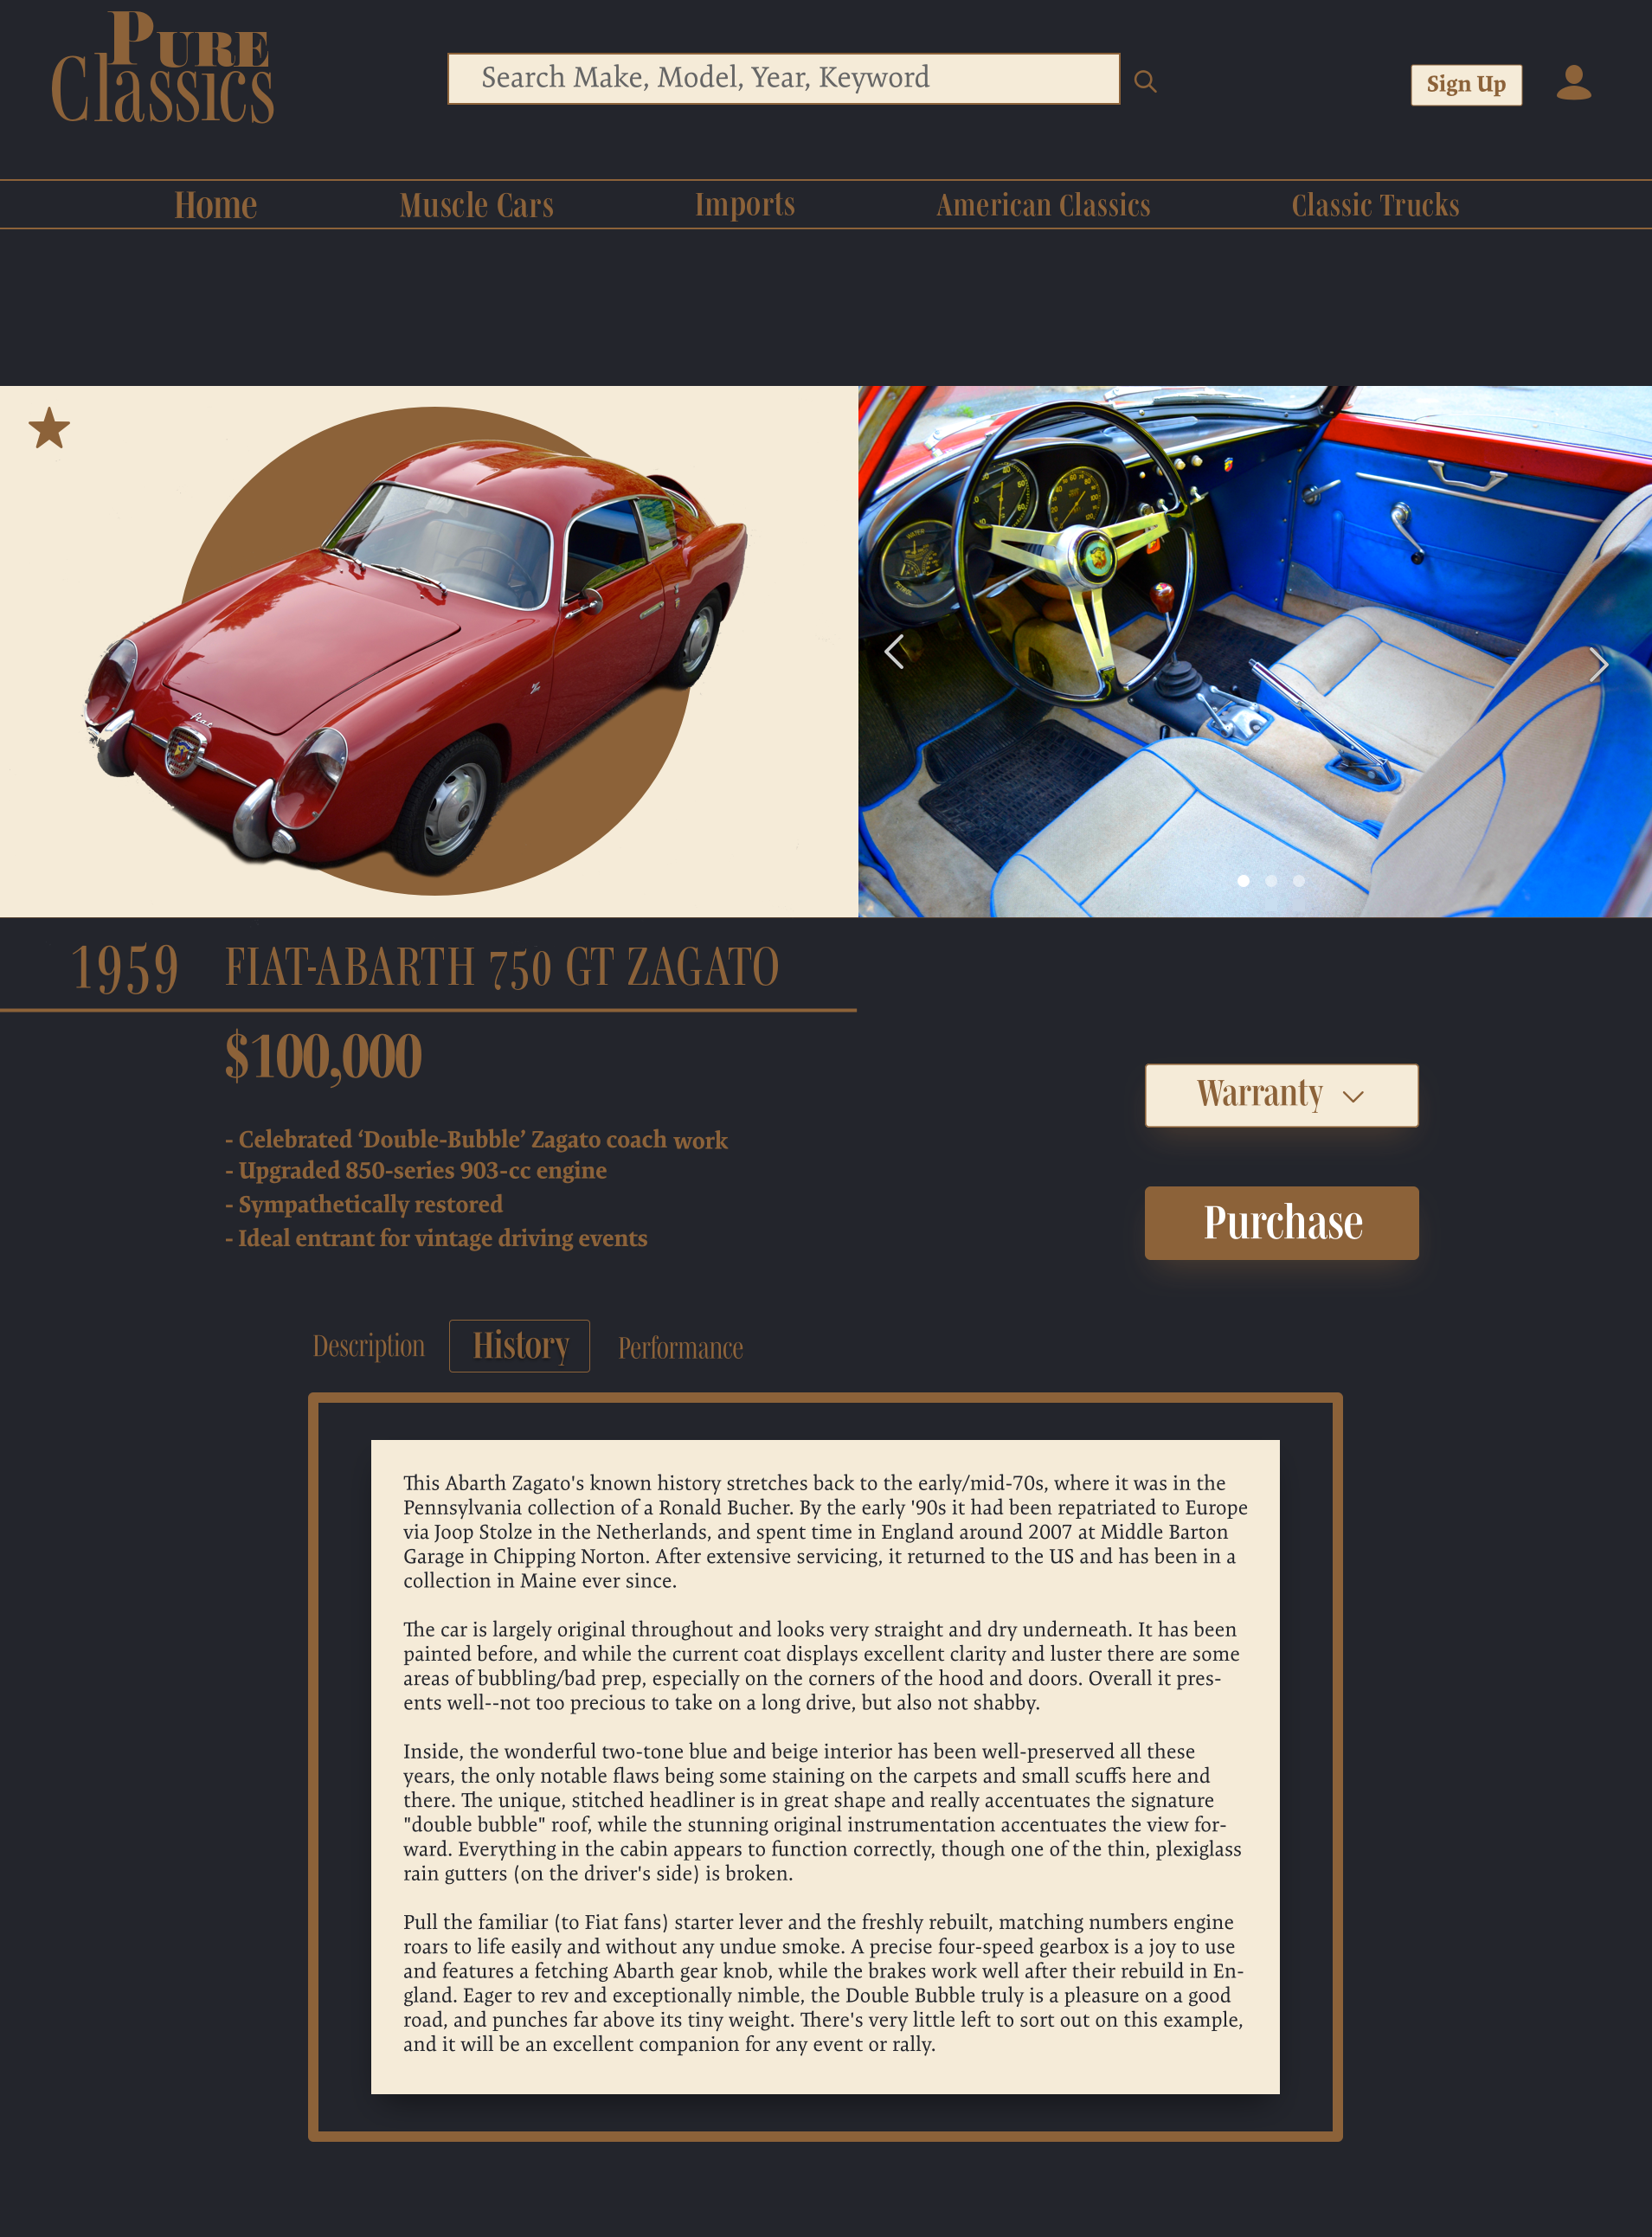 PURE
Classics
Search Make, Model, Year, Keyword
Sign Up
Home
Muscle Cars
Imports
American Classics
Classic Trucks
fiat
WATER
PETROL
1959 FIAT-ABARTH 750 GT ZAGATO
$100,000
- Celebrated ‘Double-Bubble’ Zagato coach work
- Upgraded 850-series 903-cc engine
- Sympathetically restored
- Ideal entrant for vintage driving events
Warranty
Purchase
Description
History
Performance
This Abarth Zagato's known history stretches back to the early/mid-70s, where it was in the
Pennsylvania collection of a Ronald Bucher. By the early '90s it had been repatriated to Europe
via Joop Stolze in the Netherlands, and spent time in England around 2007 at Middle Barton
Garage in Chipping Norton. After extensive servicing, it returned to the US and has been in a
collection in Maine ever since.
The car is largely original throughout and looks very straight and dry underneath. It has been
painted before, and while the current coat displays excellent clarity and luster there are some
areas of bubbling/bad prep, especially on the corners of the hood and doors. Overall it pres-
ents well--not too precious to take on a long drive, but also not shabby.
Inside, the wonderful two-tone blue and beige interior has been well-preserved all these
years, the only notable flaws being some staining on the carpets and small scuffs here and
there. The unique, stitched headliner is in great shape and really accentuates the signature
"double bubble" roof, while the stunning original instrumentation accentuates the view for-
ward. Everything in the cabin appears to function correctly, though one of the thin, plexiglass
rain gutters (on the driver's side) is broken.
Pull the familiar (to Fiat fans) starter lever and the freshly rebuilt, matching numbers engine
roars to life easily and without any undue smoke. A precise four-speed gearbox is a joy to use
and features a fetching Abarth gear knob, while the brakes work well after their rebuild in En-
gland. Eager to rev and exceptionally nimble, the Double Bubble truly is a pleasure on a good
road, and punches far above its tiny weight. There's very little left to sort out on this example,
and it will be an excellent companion for any event or rally.